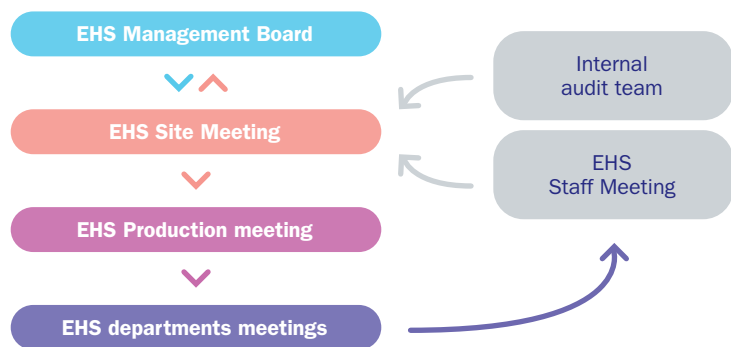 EHS Management Board
EHS Site Meeting
EHS Production meeting
EHS departments meetings
Internal
audit team
EHS
Staff Meeting